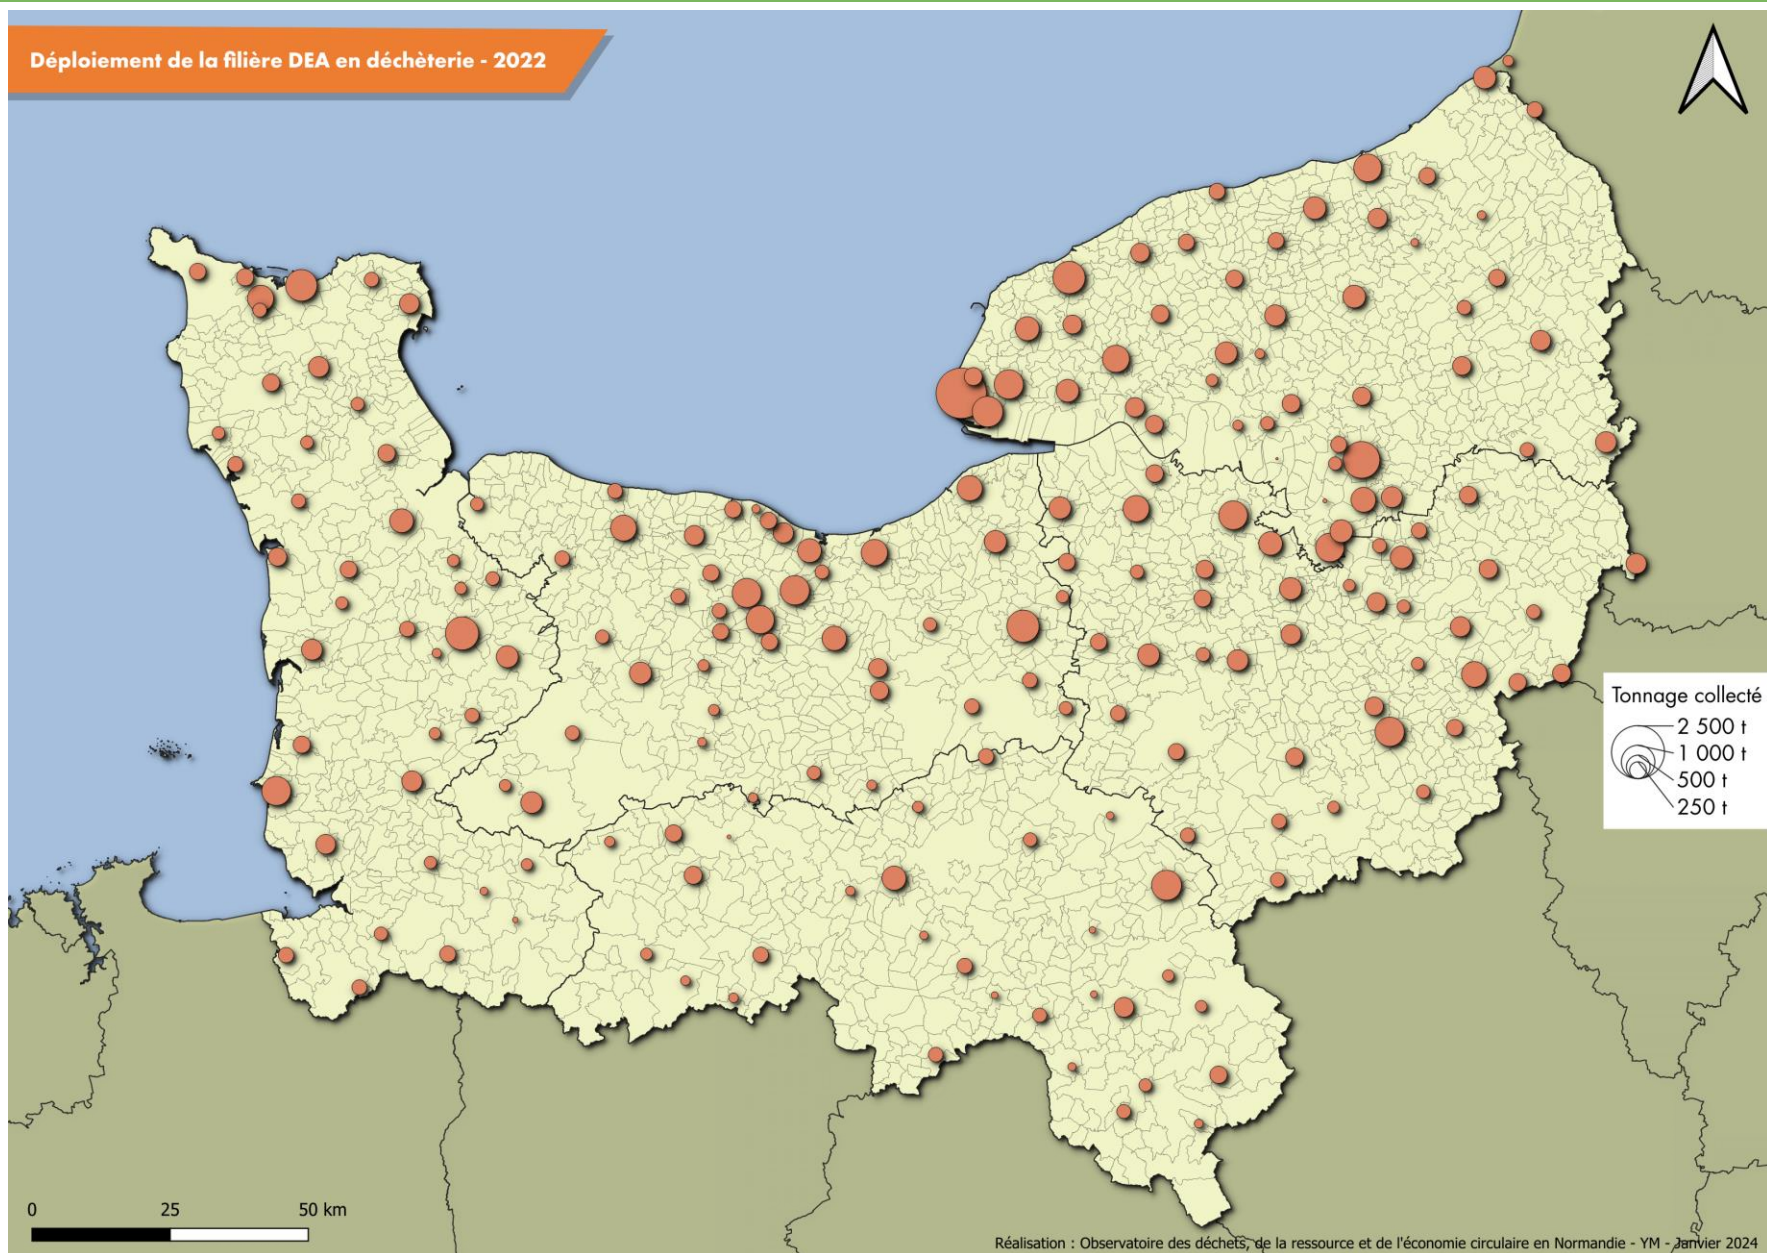 Déploiement de la filière DEA en déchèterie - 2022
Tonnage collecté
2 500 t
1 000 t
500 t
250 t
0 25 50 km
Réalisation : Observatoire des déchets, de la ressource et de l'économie circulaire en Normandie - YM - Janvier 2024